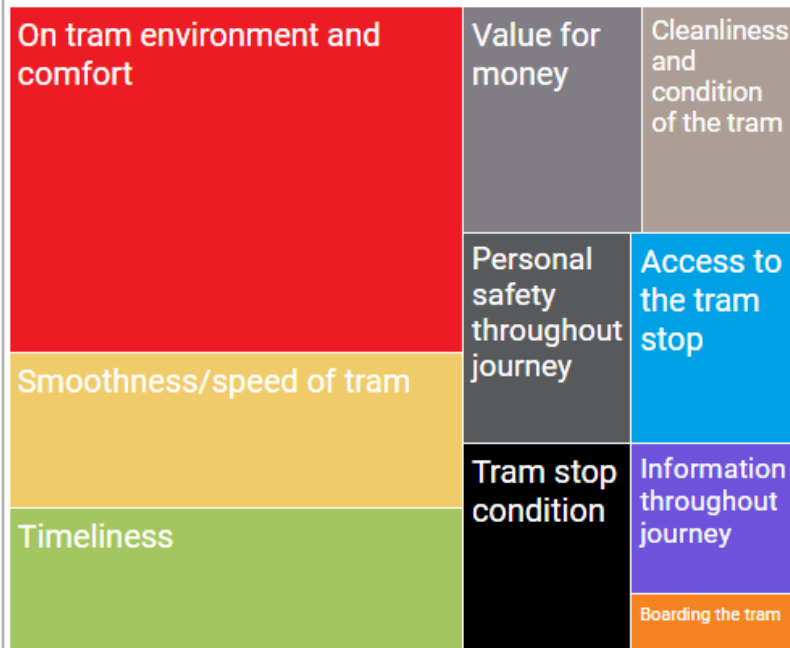 On tram environment and
comfort
Smoothness/speed of tram
Timeliness
Value for
money
Cleanliness
and
condition
of the tram
Personal
safety
throughout
journey
Access to
the tram
stop
Tram stop
condition
Information
throughout
journey
Boarding the tram